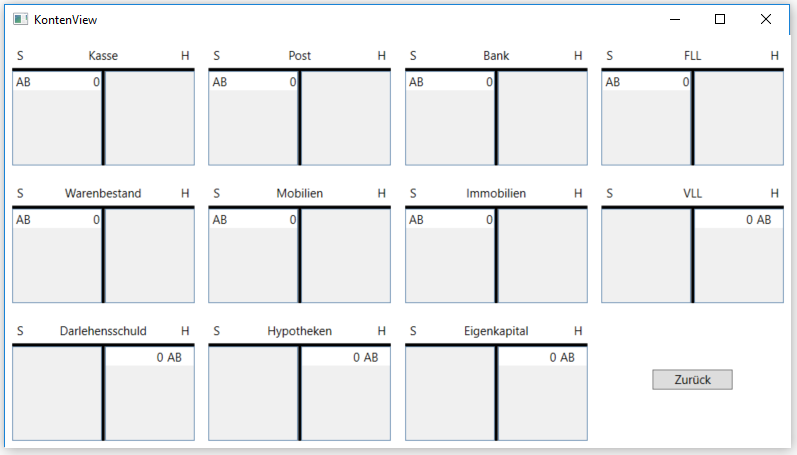 KontenView
S Kasse H S Post H S Bank H S FLL H
AB 0 AB 0 AB 0 AB 0
S Warenbestand H S Mobilien H S Immobilien H S VLL H
AB 0 AB 0 AB 0 0 AB
S Darlehensschuld H S Hypotheken H S Eigenkapital H
0 AB 0 AB 0 AB
Zurück